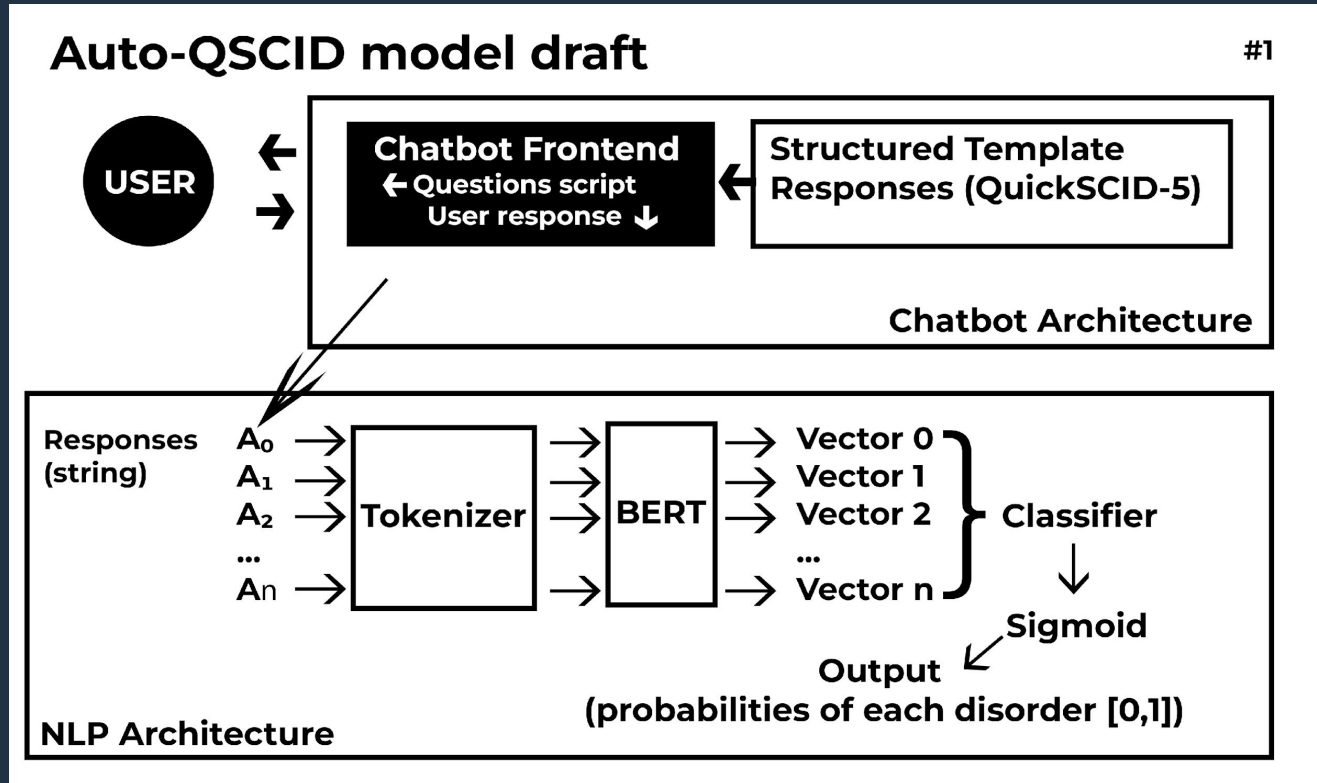 Auto-QSCID model draft
#1
USER
Chatbot Frontend
←Questions script
User response ↓
Structured Template
Responses (QuickSCID-5)
Chatbot Architecture
Responses
(string)
A₀
A₁
A₂
...
An
Tokenizer
BERT
Vector 0
Vector 1
Vector 2
...
Vector n
Classifier
Sigmoid
Output
(probabilities of each disorder [0,1])
NLP Architecture